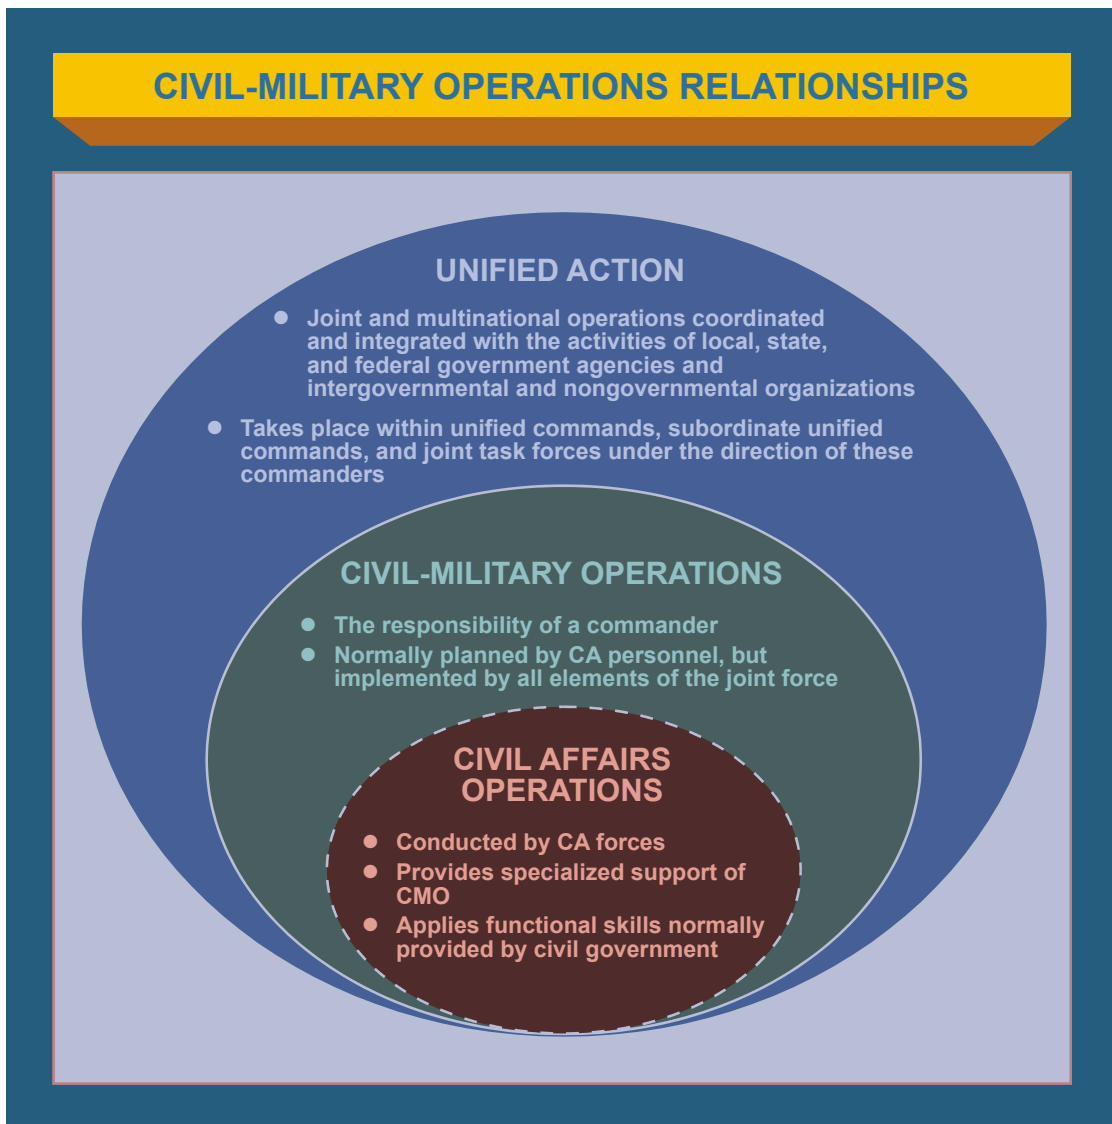 CIVIL-MILITARY OPERATIONS RELATIONSHIPS
UNIFIED ACTION
● Joint and multinational operations coordinated
and integrated with the activities of local, state,
and federal government agencies and
intergovernmental and nongovernmental organizations
● Takes place within unified commands, subordinate unified
commands, and joint task forces under the direction of these
commanders
CIVIL-MILITARY OPERATIONS
● The responsibility of a commander
● Normally planned by CA personnel, but
implemented by all elements of the joint force
CIVIL AFFAIRS
OPERATIONS
● Conducted by CA forces
● Provides specialized support of
CMO
● Applies functional skills normally
provided by civil government